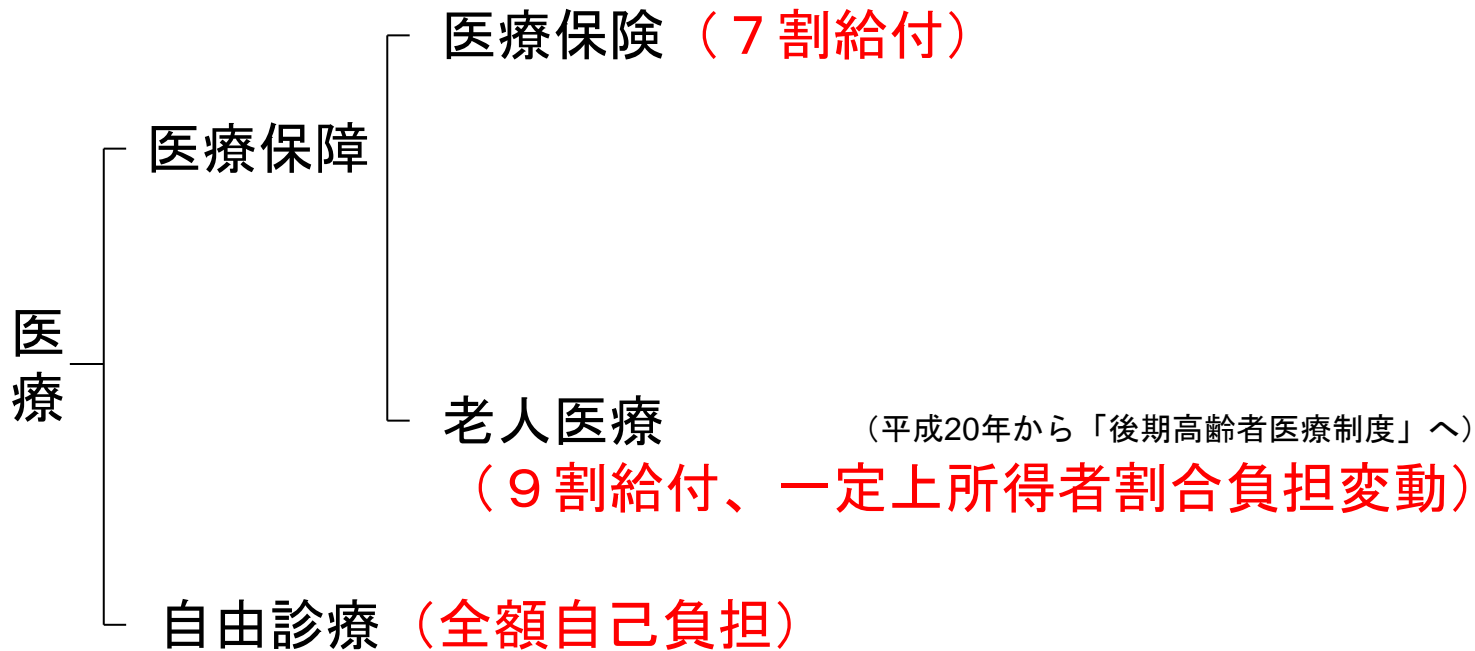 医療保険（７割給付）
医療保障
医療
老人医療 （平成20年から「後期高齢者医療制度」へ）
（９割給付、一定上所得者割合負担変動）
自由診療（全額自己負担）